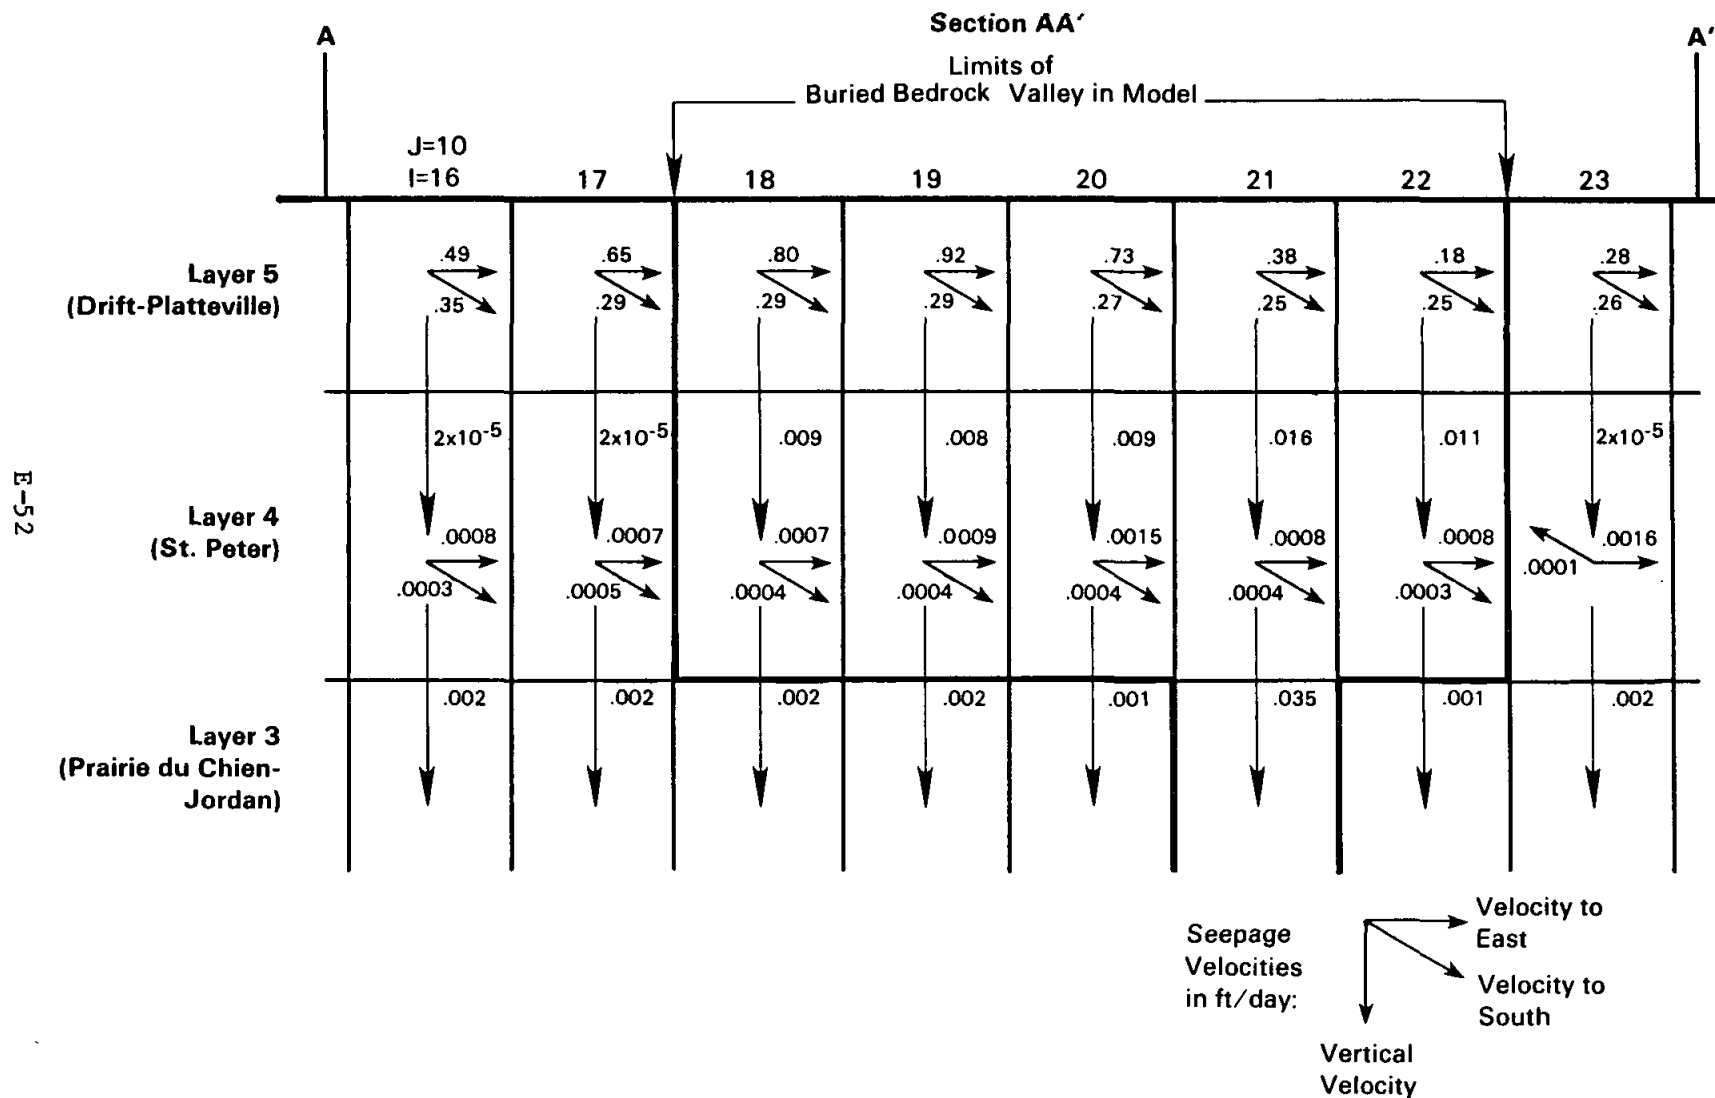 Section AA'
A
A'
Limits of
Buried Bedrock Valley in Model
J=10
I=16
17
18
19
20
21
22
23
Layer 5
(Drift-Platteville)
.49
.65
.80
.92
.73
.38
.18
.28
.35
.29
.29
.29
.27
.25
.25
.26
2x10⁻⁵
2x10⁻⁵
.009
.008
.009
.016
.011
2x10⁻⁵
E-52
Layer 4
(St. Peter)
.0008
.0007
.0007
.0009
.0015
.0008
.0008
.0016
.0003
.0005
.0004
.0004
.0004
.0004
.0003
.0001
.002
.002
.002
.002
.001
.035
.001
.002
Layer 3
(Prairie du Chien-
Jordan)
Seepage
Velocities
in ft/day:
Velocity to
East
Velocity to
South
Vertical
Velocity